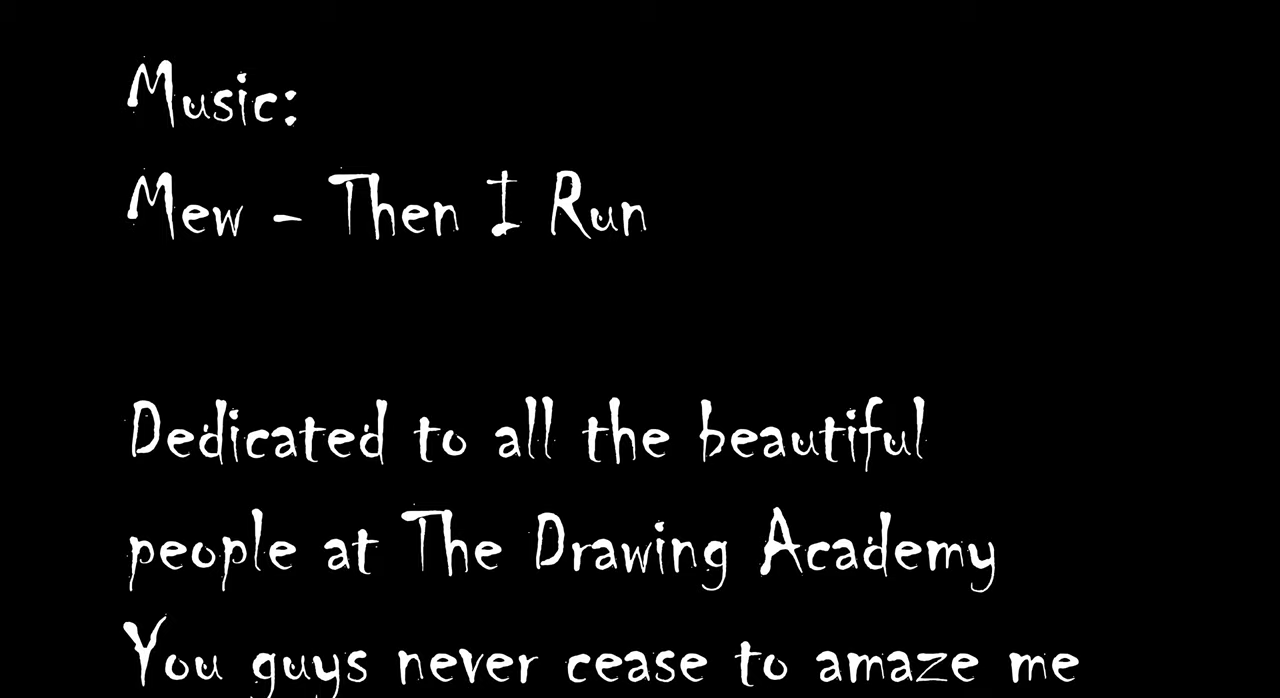 Music:
Mew - Then I Run
Dedicated to all the beautiful
people at The Drawing Academy
You guys never cease to amaze me